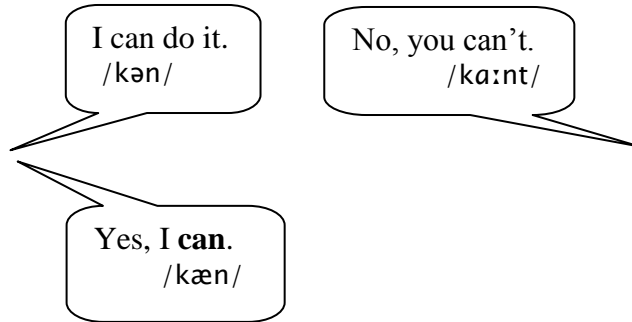 I can do it.
/kən/
No, you can’t.
/kɑːnt/
Yes, I can.
/kæn/